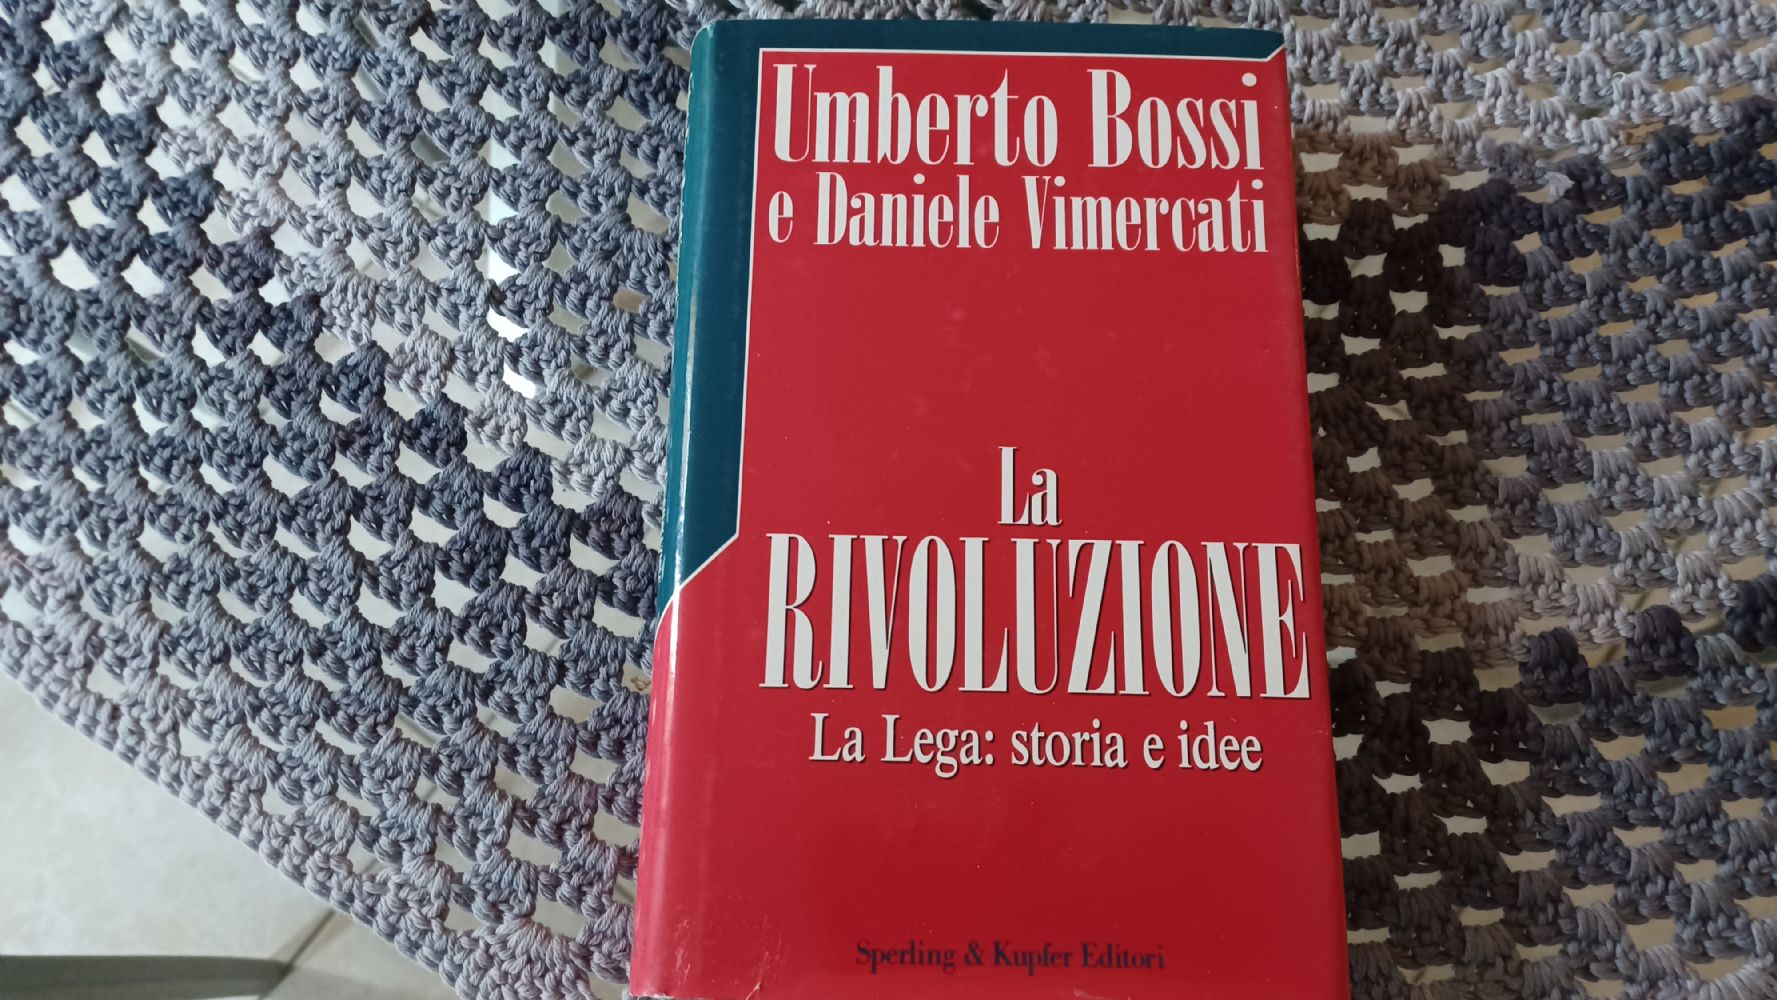 Umberto Bossi
e Daniele Vimercati
La
RIVOLUZIONE
La Lega: storia e idee
Sperling & Kupfer Editori